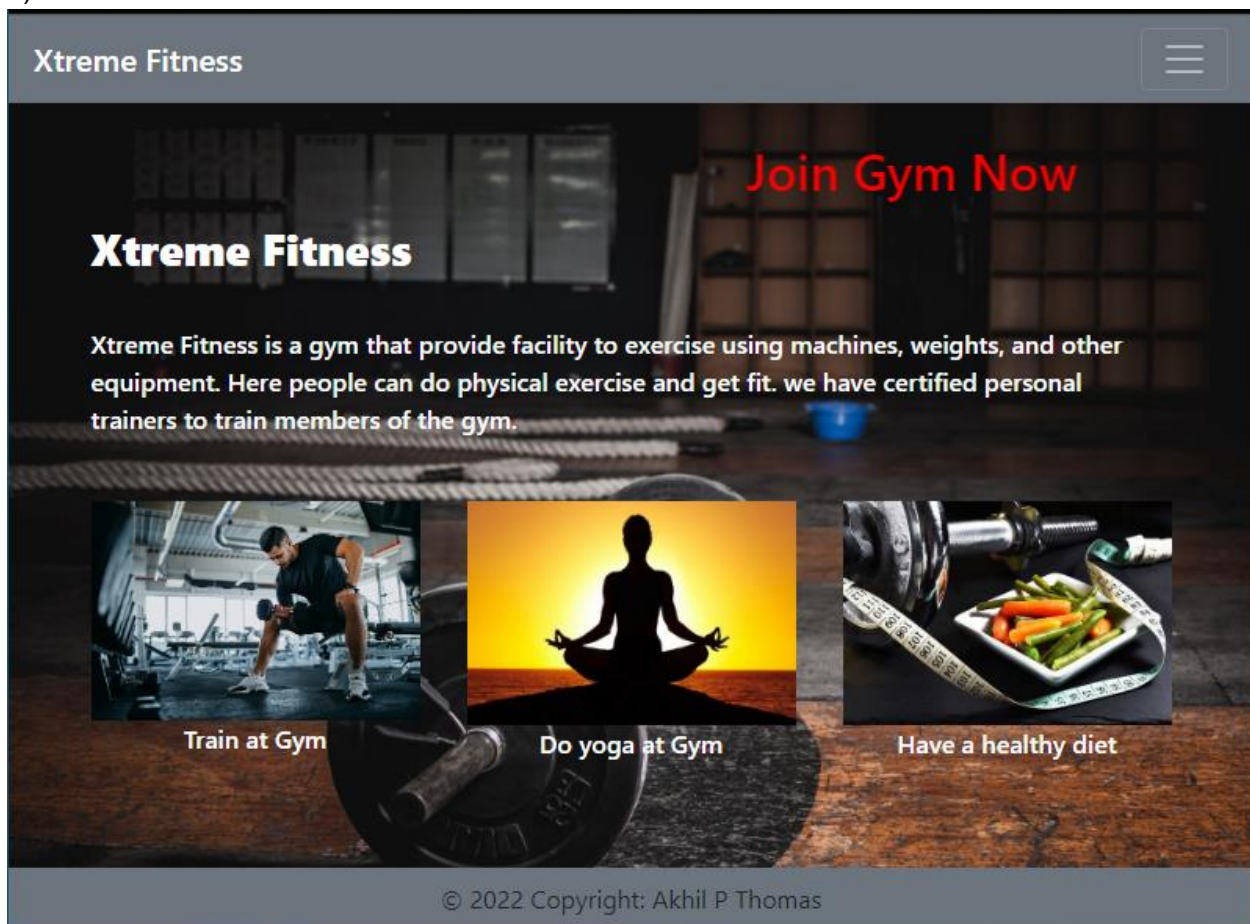 Xtreme Fitness
Join Gym Now
Xtreme Fitness
Xtreme Fitness is a gym that provide facility to exercise using machines, weights, and other
equipment. Here people can do physical exercise and get fit. we have certified personal
trainers to train members of the gym.
Train at Gym
Do yoga at Gym
Have a healthy diet
© 2022 Copyright: Akhil P Thomas